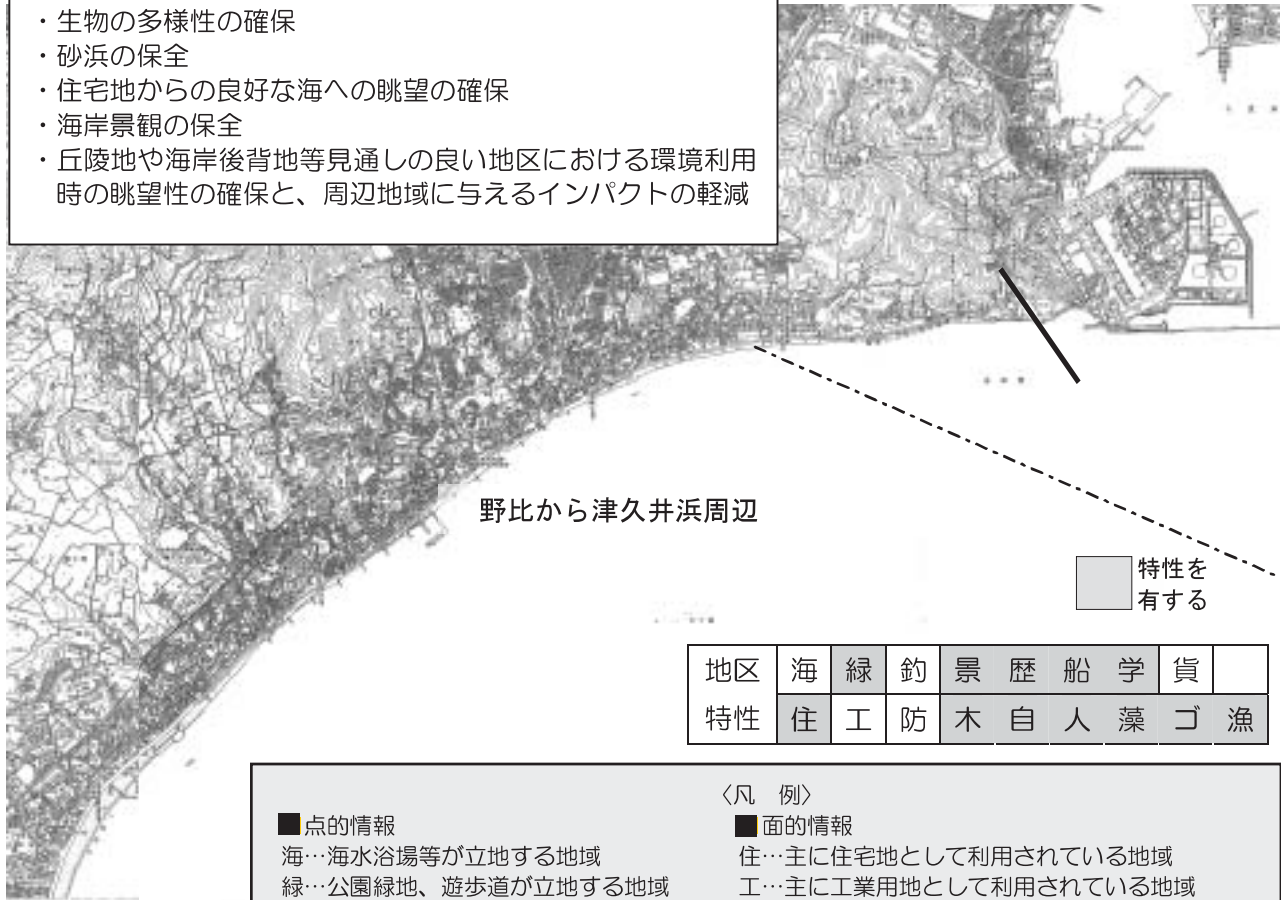 ・生物の多様性の確保
・砂浜の保全
・住宅地からの良好な海への眺望の確保
・海岸景観の保全
・丘陵地や海岸後背地等見通しの良い地区における環境利用
時の眺望性の確保と、周辺地域に与えるインパクトの軽減
野比から津久井浜周辺
特性を
有する
地区 海 緑 釣 景 歴 船 学 貨
特性 住 工 防 木 自 人 藻 ゴ 漁
〈凡　例〉
■点的情報
海…海水浴場等が立地する地域
緑…公園緑地、遊歩道が立地する地域
■面的情報
住…主に住宅地として利用されている地域
工…主に工業用地として利用されている地域